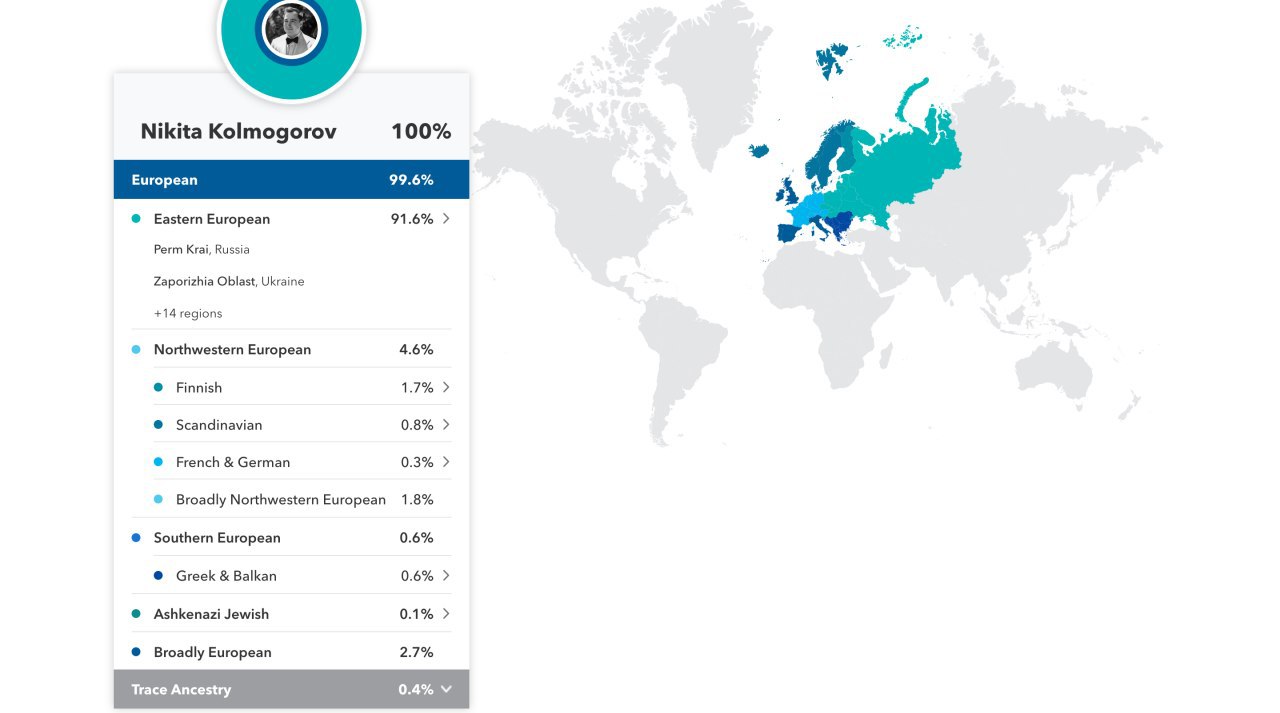 Nikita Kolmogorov 100%
European 99.6%
Eastern European 91.6%
Perm Krai, Russia
Zaporizhia Oblast, Ukraine
+14 regions
Northwestern European 4.6%
Finnish 1.7%
Scandinavian 0.8%
French & German 0.3%
Broadly Northwestern European 1.8%
Southern European 0.6%
Greek & Balkan 0.6%
Ashkenazi Jewish 0.1%
Broadly European 2.7%
Trace Ancestry 0.4%